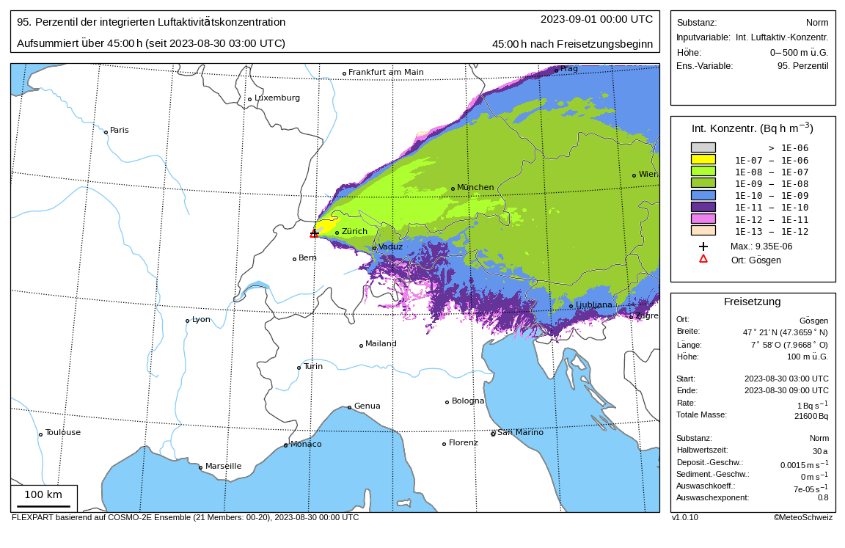 95. Perzentil der integrierten Luftaktivitätskonzentration
2023-09-01 00:00 UTC
Aufsummiert über 45:00 h (seit 2023-08-30 03:00 UTC)
45:00 h nach Freisetzungsbeginn
Substanz: Norm
Inputvariable: Int. Luftaktiv.-Konzentr.
Höhe: 0−500 m ü.G.
Ens.-Variable: 95. Perzentil
Int. Konzentr. (Bq h m⁻³)
> 1E-06
1E-07 − 1E-06
1E-08 − 1E-07
1E-09 − 1E-08
1E-10 − 1E-09
1E-11 − 1E-10
1E-12 − 1E-11
1E-13 − 1E-12
Max.: 9.35E-06
Ort: Gösgen
Freisetzung
Ort: Gösgen
Breite: 47° 21' N (47.3659° N)
Länge: 7° 58' O (7.9668° O)
Höhe: 100 m ü.G.
Start: 2023-08-30 03:00 UTC
Ende: 2023-08-30 09:00 UTC
Rate: 1 Bq s⁻¹
Totale Masse: 21600 Bq
Substanz: Norm
Halbwertszeit: 30 a
Deposit.-Geschw.: 0.0015 m s⁻¹
Sediment.-Geschw.: 0 m s⁻¹
Auswaschkoeff.: 7e-05 s⁻¹
Auswaschexponent: 0.8
Frankfurt am Main
Prag
Luxemburg
Paris
Wien
München
Zürich
Vaduz
Bern
Ljubljana
Zagre
Lyon
Mailand
Turin
Bologna
Genua
San Marino
Toulouse
Monaco
Florenz
Marseille
100 km
FLEXPART basierend auf COSMO-2E Ensemble (21 Members: 00-20), 2023-08-30 00:00 UTC
v1.0.10
©MeteoSchweiz